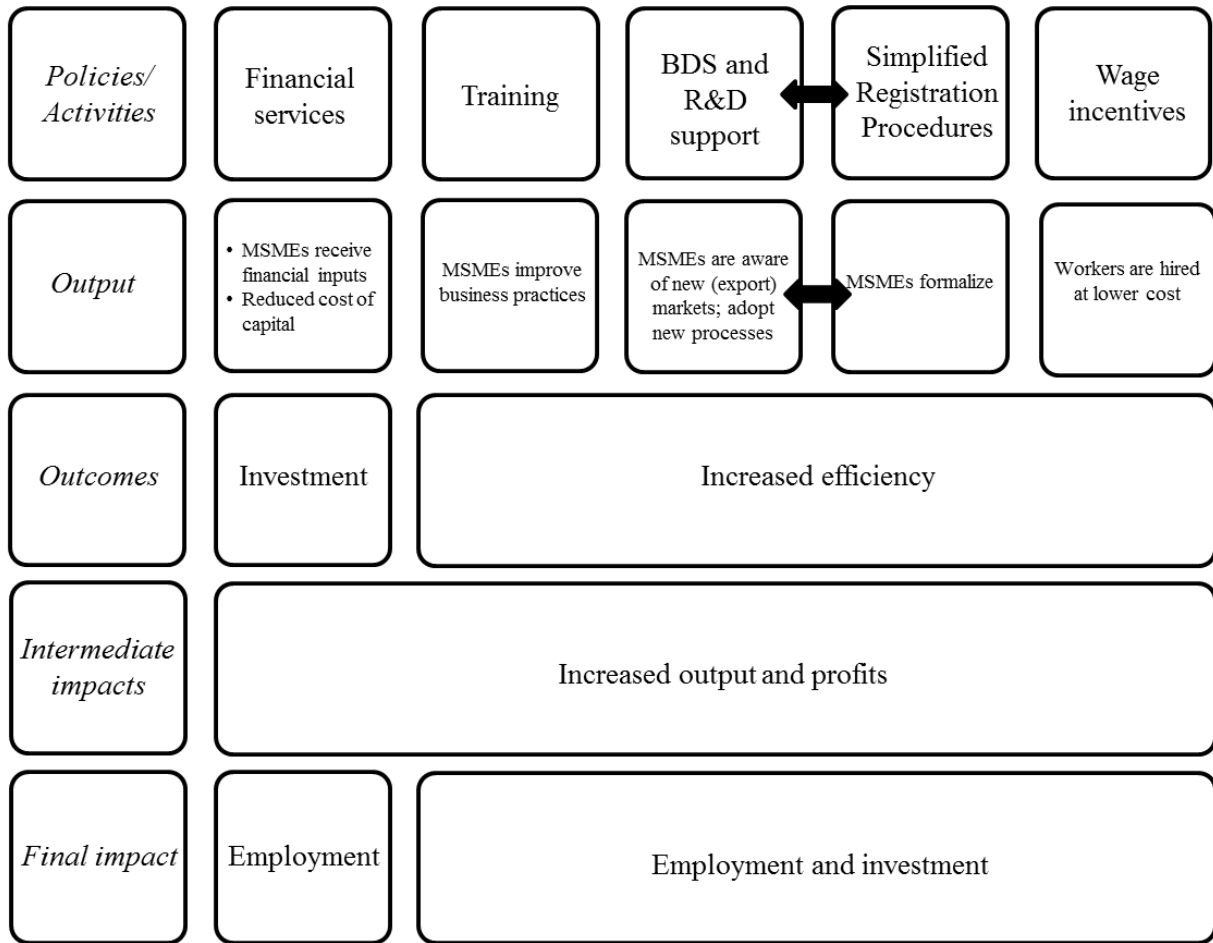 Policies/
Activities
Financial
services
Training
BDS and
R&D
support
Simplified
Registration
Procedures
Wage
incentives
Output
• MSMEs receive
financial inputs
• Reduced cost of
capital
MSMEs improve
business practices
MSMEs are aware
of new (export)
markets; adopt
new processes
MSMEs formalize
Workers are hired
at lower cost
Outcomes
Investment
Increased efficiency
Intermediate
impacts
Increased output and profits
Final impact
Employment
Employment and investment